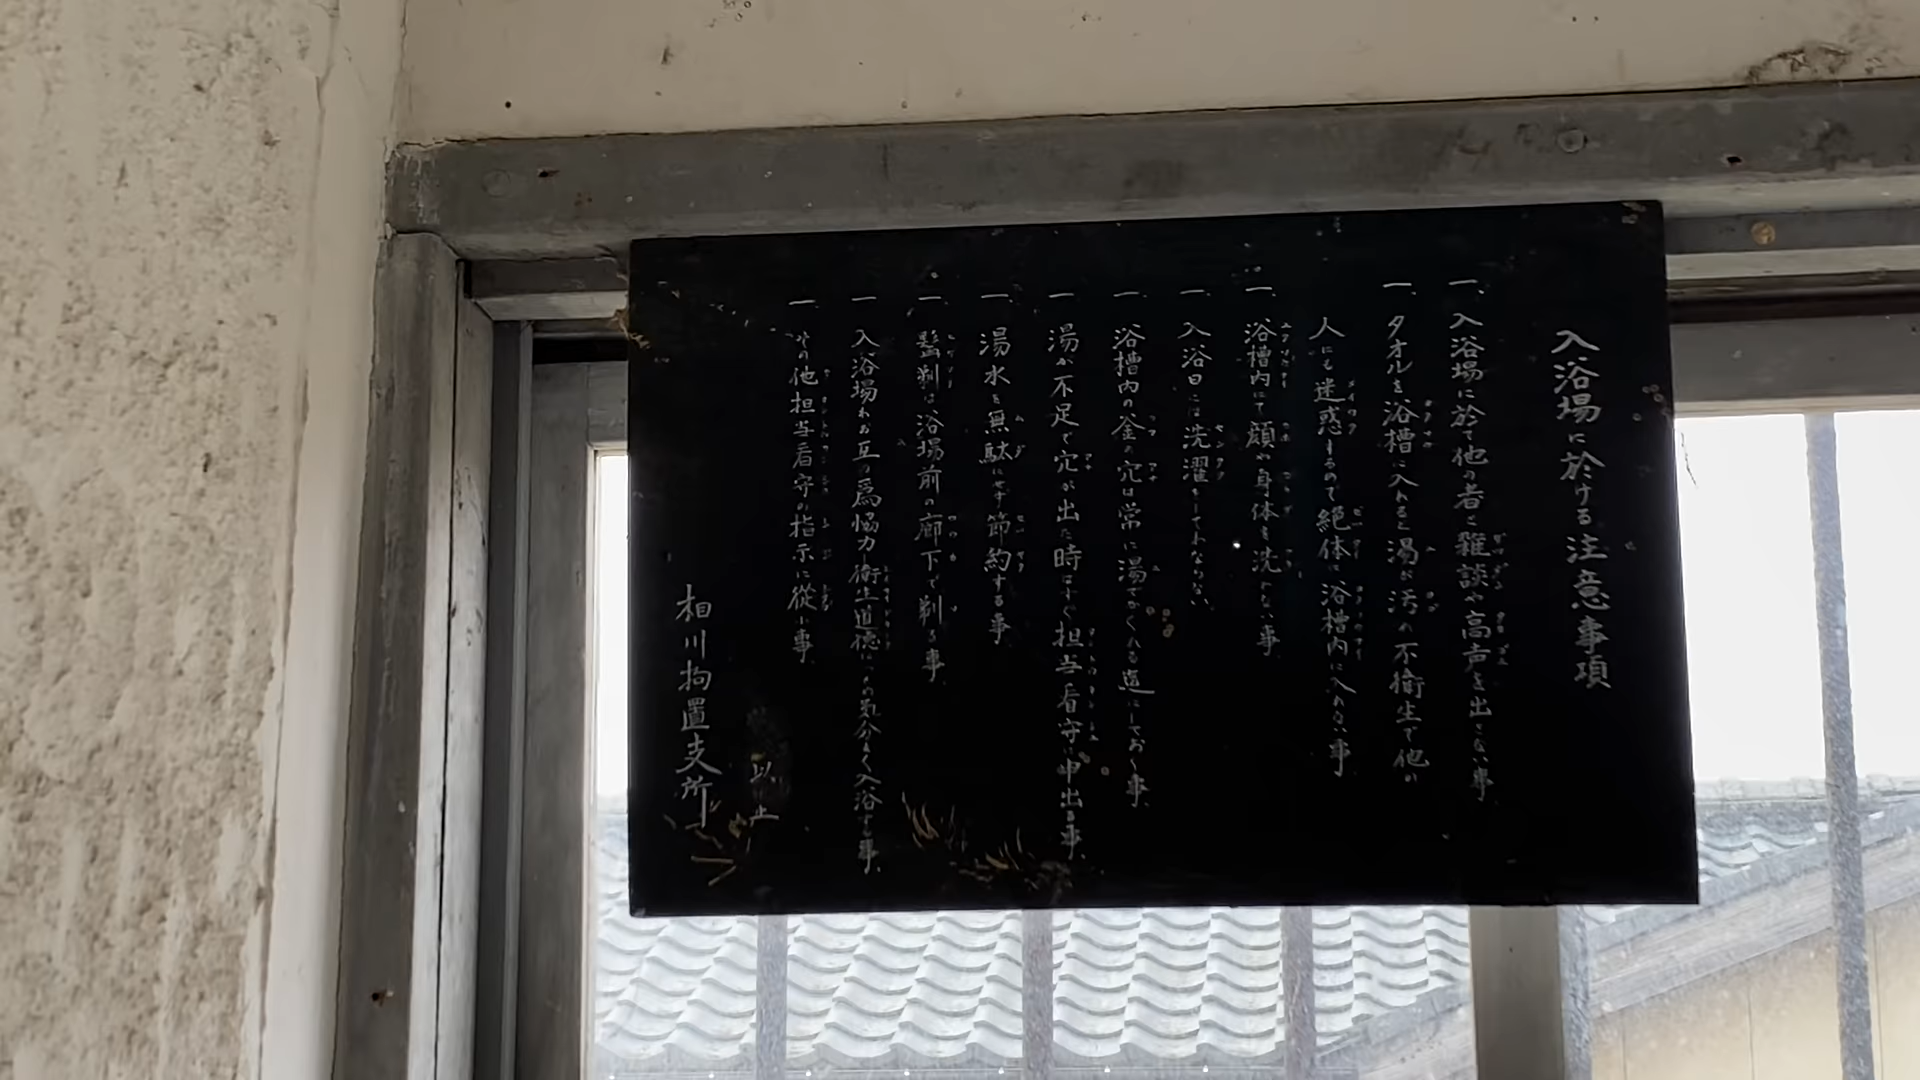 入浴場に於ける注意事項
一、入浴場に於て他の者と雑談や高声を出さない事
一、タオルを浴槽に入れると湯が汚れ不衛生で他の
人にも迷惑するので絶体に浴槽内に入れない事
一、浴槽内にて顔や身体を洗わない事
一、入浴日には洗濯をしてわならない
一、浴槽内の釜の穴は常に湯でかくれる様にしておく事
一、湯が不足で穴が出た時はすぐ担当看守に申出る事
一、湯水を無駄にせず節約する事
一、髭剃は浴場前の廊下で剃る事
一、入浴場わお互の為協力 衛生道徳に 気分よく入浴する事
一、その他担当看守の指示に従う事
以上
相川拘置支所